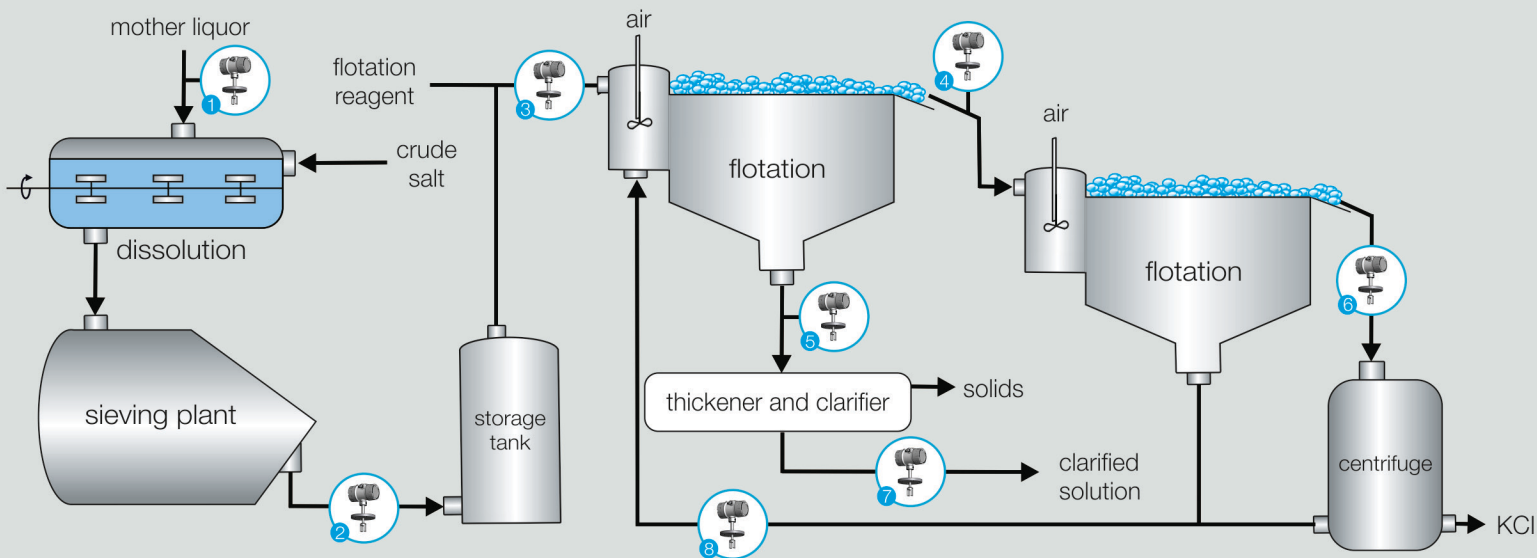 mother liquor
1
crude
salt
dissolution
sieving plant
2
storage
tank
flotation
reagent
3
air
flotation
4
air
flotation
5
thickener and clarifier
solids
6
7
clarified
solution
8
centrifuge
KCl